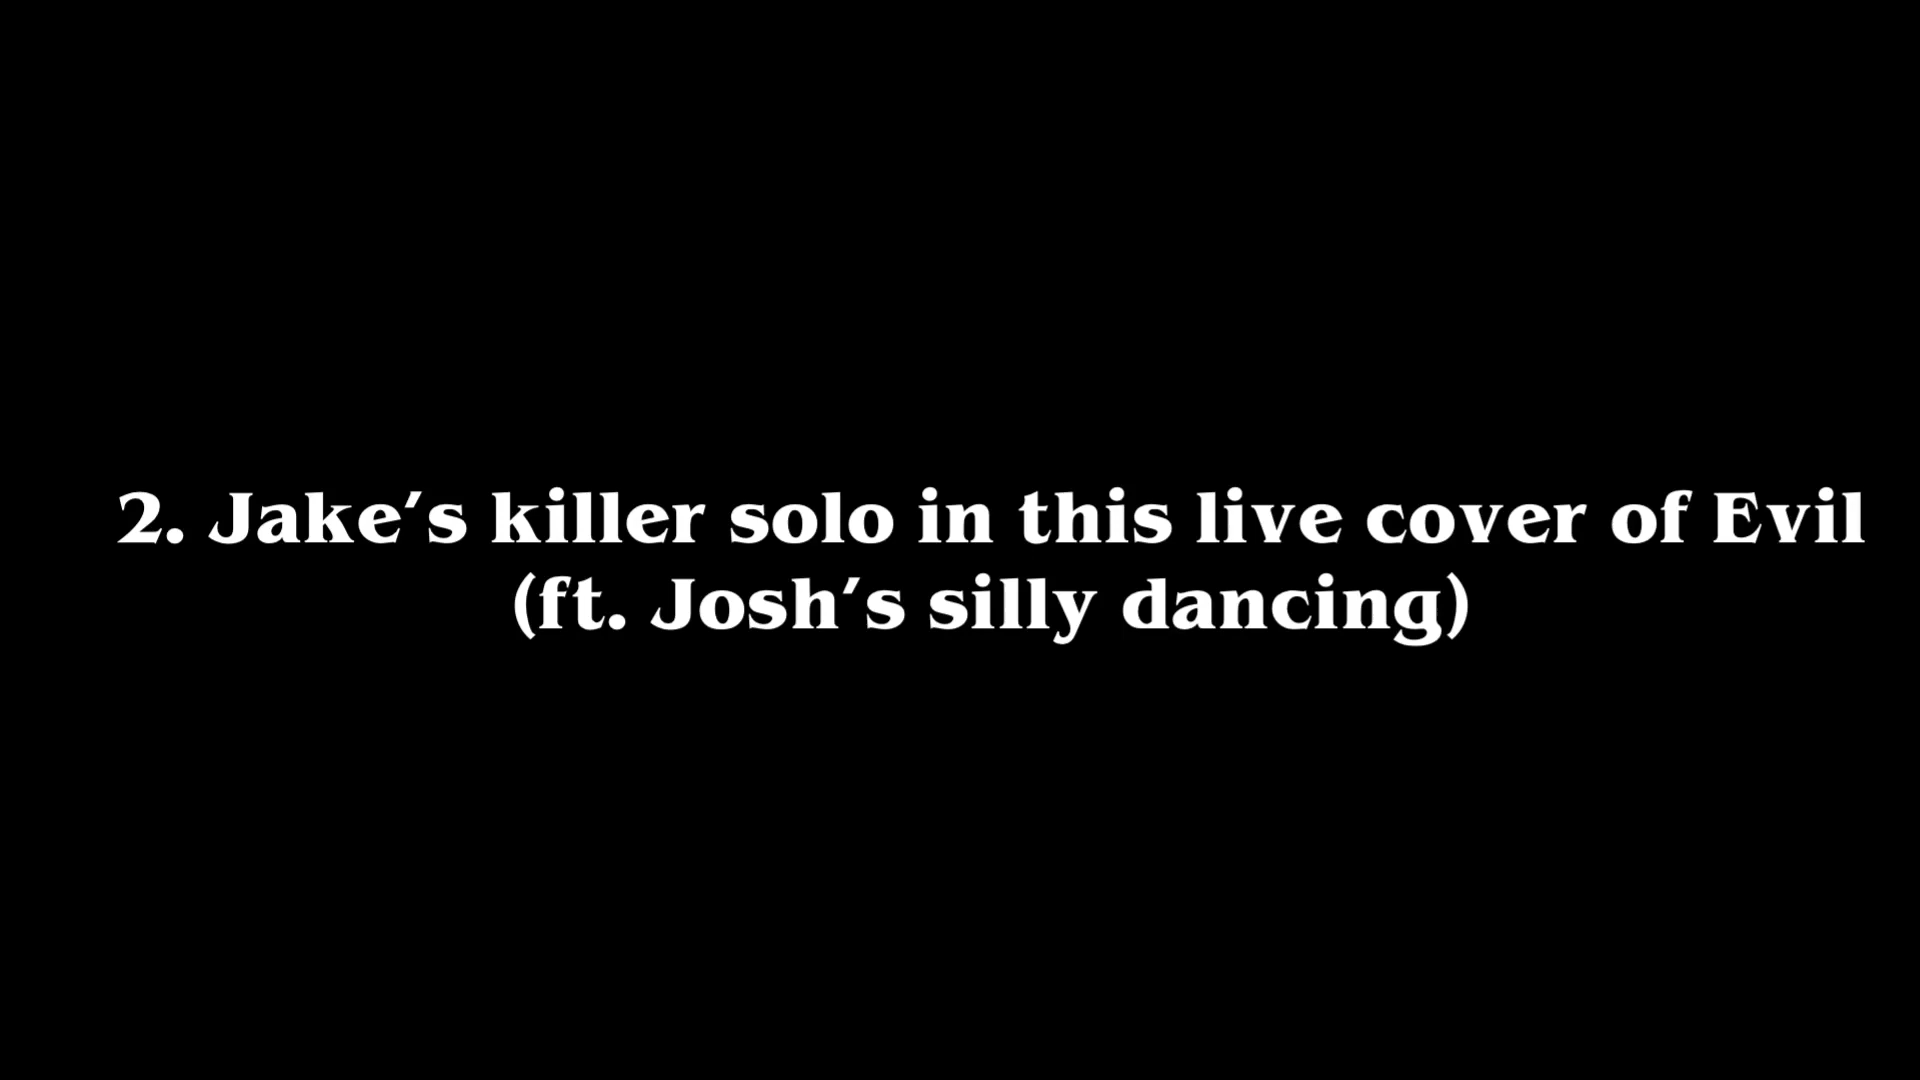 2. Jake’s killer solo in this live cover of Evil
(ft. Josh’s silly dancing)